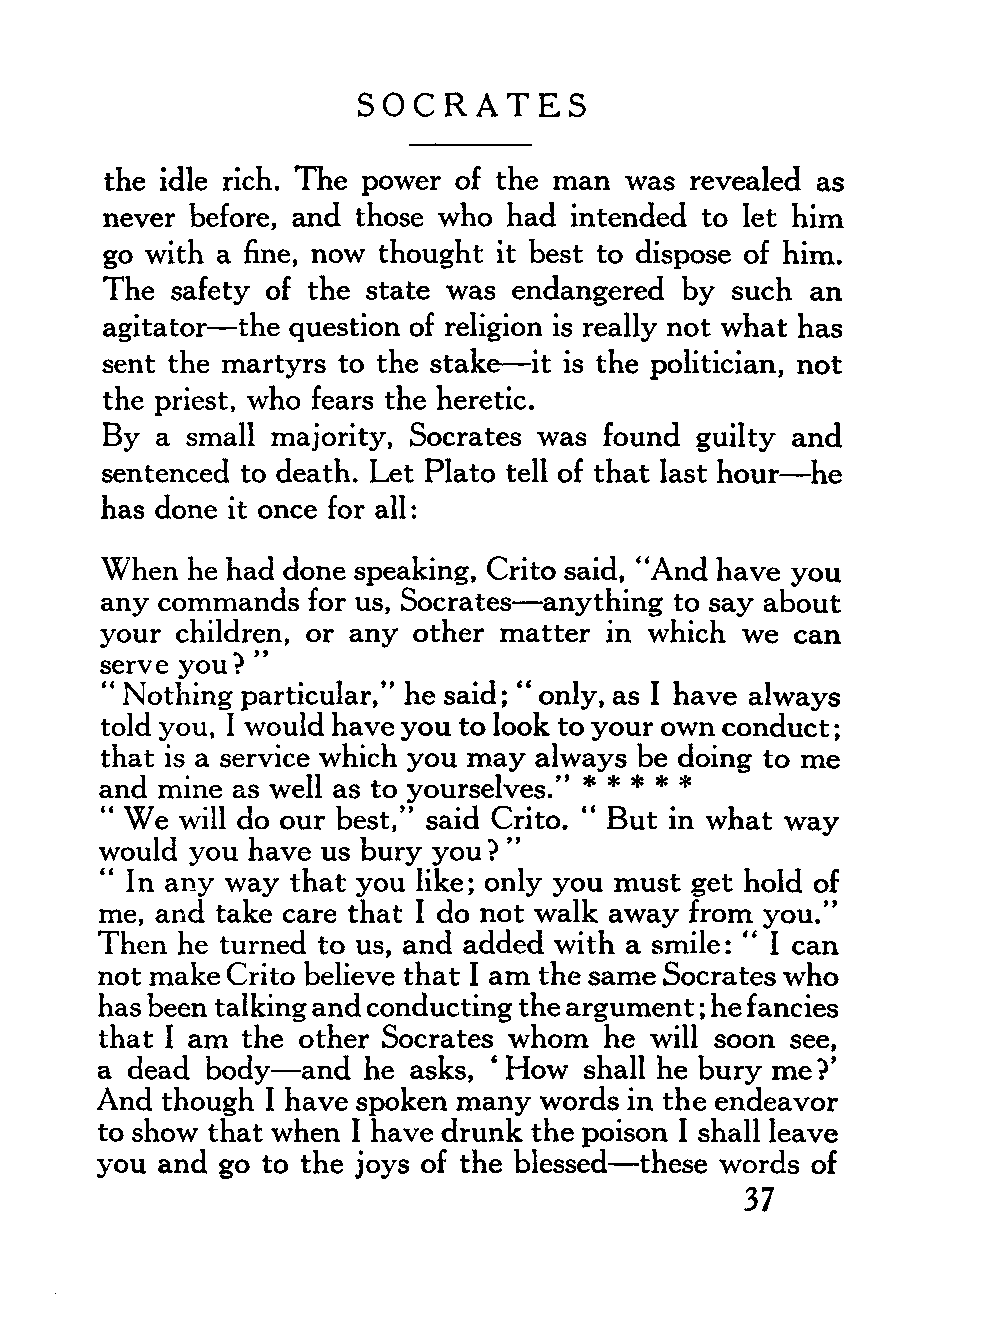 SOCRATES
the idle rich. The power of the man was revealed as
never before, and those who had intended to let him
go with a fine, now thought it best to dispose of him.
The safety of the state was endangered by such an
agitator—the question of religion is really not what has
sent the martyrs to the stake—it is the politician, not
the priest, who fears the heretic.
By a small majority, Socrates was found guilty and
sentenced to death. Let Plato tell of that last hour—he
has done it once for all:
When he had done speaking, Crito said, "And have you
any commands for us, Socrates—anything to say about
your children, or any other matter in which we can
serve you?"
"Nothing particular," he said; "only, as I have always
told you, I would have you to look to your own conduct;
that is a service which you may always be doing to me
and mine as well as to yourselves." * * * * *
"We will do our best," said Crito. "But in what way
would you have us bury you?"
"In any way that you like; only you must get hold of
me, and take care that I do not walk away from you."
Then he turned to us, and added with a smile: "I can
not make Crito believe that I am the same Socrates who
has been talking and conducting the argument; he fancies
that I am the other Socrates whom he will soon see,
a dead body—and he asks, 'How shall he bury me?'
And though I have spoken many words in the endeavor
to show that when I have drunk the poison I shall leave
you and go to the joys of the blessed—these words of
37